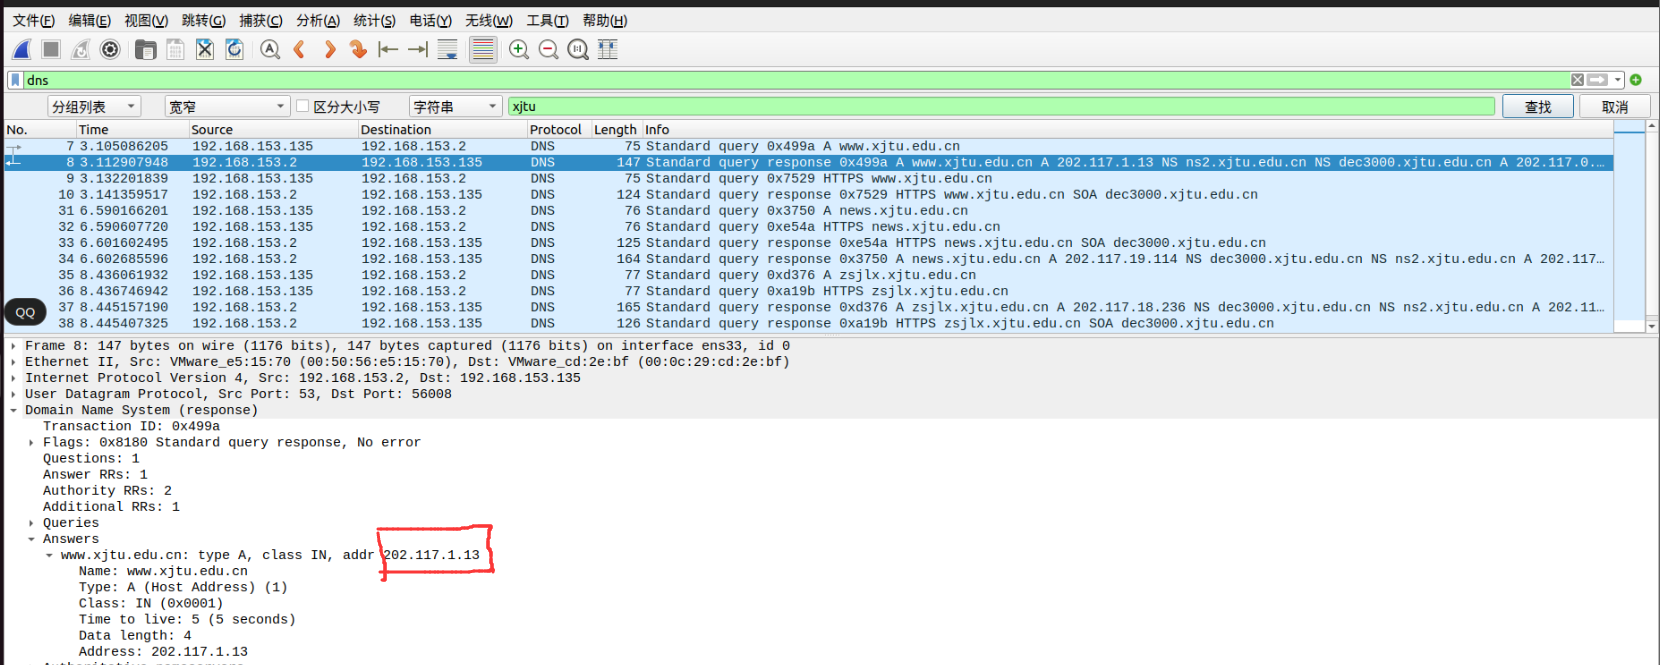 文件(F) 编辑(E) 视图(V) 跳转(G) 捕获(C) 分析(A) 统计(S) 电话(Y) 无线(W) 工具(T) 帮助(H)
dns
分组列表 宽窄 区分大小写 字符串 xjtu 查找 取消
No. Time Source Destination Protocol Length Info
7 3.105086205 192.168.153.135 192.168.153.2 DNS 75 Standard query 0x499a A www.xjtu.edu.cn
8 3.112907948 192.168.153.2 192.168.153.135 DNS 147 Standard query response 0x499a A www.xjtu.edu.cn A 202.117.1.13 NS ns2.xjtu.edu.cn NS dec3000.xjtu.edu.cn A 202.117.0.…
9 3.132201839 192.168.153.135 192.168.153.2 DNS 75 Standard query 0x7529 HTTPS www.xjtu.edu.cn
10 3.141359517 192.168.153.2 192.168.153.135 DNS 124 Standard query response 0x7529 HTTPS www.xjtu.edu.cn SOA dec3000.xjtu.edu.cn
31 6.590166201 192.168.153.135 192.168.153.2 DNS 76 Standard query 0x3750 A news.xjtu.edu.cn
32 6.590607720 192.168.153.135 192.168.153.2 DNS 76 Standard query 0xe54a HTTPS news.xjtu.edu.cn
33 6.601602495 192.168.153.2 192.168.153.135 DNS 125 Standard query response 0xe54a HTTPS news.xjtu.edu.cn SOA dec3000.xjtu.edu.cn
34 6.602685596 192.168.153.2 192.168.153.135 DNS 164 Standard query response 0x3750 A news.xjtu.edu.cn A 202.117.19.114 NS dec3000.xjtu.edu.cn NS ns2.xjtu.edu.cn A 202.117…
35 8.436061932 192.168.153.135 192.168.153.2 DNS 77 Standard query 0xd376 A zsjlx.xjtu.edu.cn
36 8.436746942 192.168.153.135 192.168.153.2 DNS 77 Standard query 0xa19b HTTPS zsjlx.xjtu.edu.cn
QQ 37 8.445157190 192.168.153.2 192.168.153.135 DNS 165 Standard query response 0xd376 A zsjlx.xjtu.edu.cn A 202.117.18.236 NS dec3000.xjtu.edu.cn NS ns2.xjtu.edu.cn A 202.11…
38 8.445407325 192.168.153.2 192.168.153.135 DNS 126 Standard query response 0xa19b HTTPS zsjlx.xjtu.edu.cn SOA dec3000.xjtu.edu.cn
Frame 8: 147 bytes on wire (1176 bits), 147 bytes captured (1176 bits) on interface ens33, id 0
Ethernet II, Src: VMware_e5:15:70 (00:50:56:e5:15:70), Dst: VMware_cd:2e:bf (00:0c:29:cd:2e:bf)
Internet Protocol Version 4, Src: 192.168.153.2, Dst: 192.168.153.135
User Datagram Protocol, Src Port: 53, Dst Port: 56008
Domain Name System (response)
Transaction ID: 0x499a
Flags: 0x8180 Standard query response, No error
Questions: 1
Answer RRs: 1
Authority RRs: 2
Additional RRs: 1
Queries
Answers
www.xjtu.edu.cn: type A, class IN, addr 202.117.1.13
Name: www.xjtu.edu.cn
Type: A (Host Address) (1)
Class: IN (0x0001)
Time to live: 5 (5 seconds)
Data length: 4
Address: 202.117.1.13